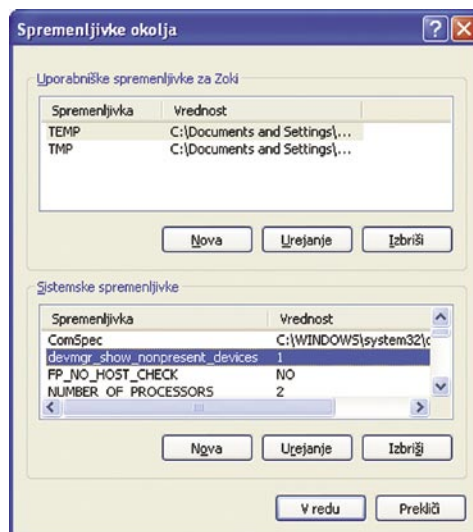 Spremenljivke okolja
Uporabniške spremenljivke za Zoki
Spremenljivka Vrednost
TEMP C:\Documents and Settings\...
TMP C:\Documents and Settings\...
Nova Urejanje Izbriši
Sistemske spremenljivke
Spremenljivka Vrednost
ComSpec C:\WINDOWS\system32\c
devmgr_show_nonpresent_devices 1
FP_NO_HOST_CHECK NO
NUMBER_OF_PROCESSORS 2
Nova Urejanje Izbriši
V redu Prekliči